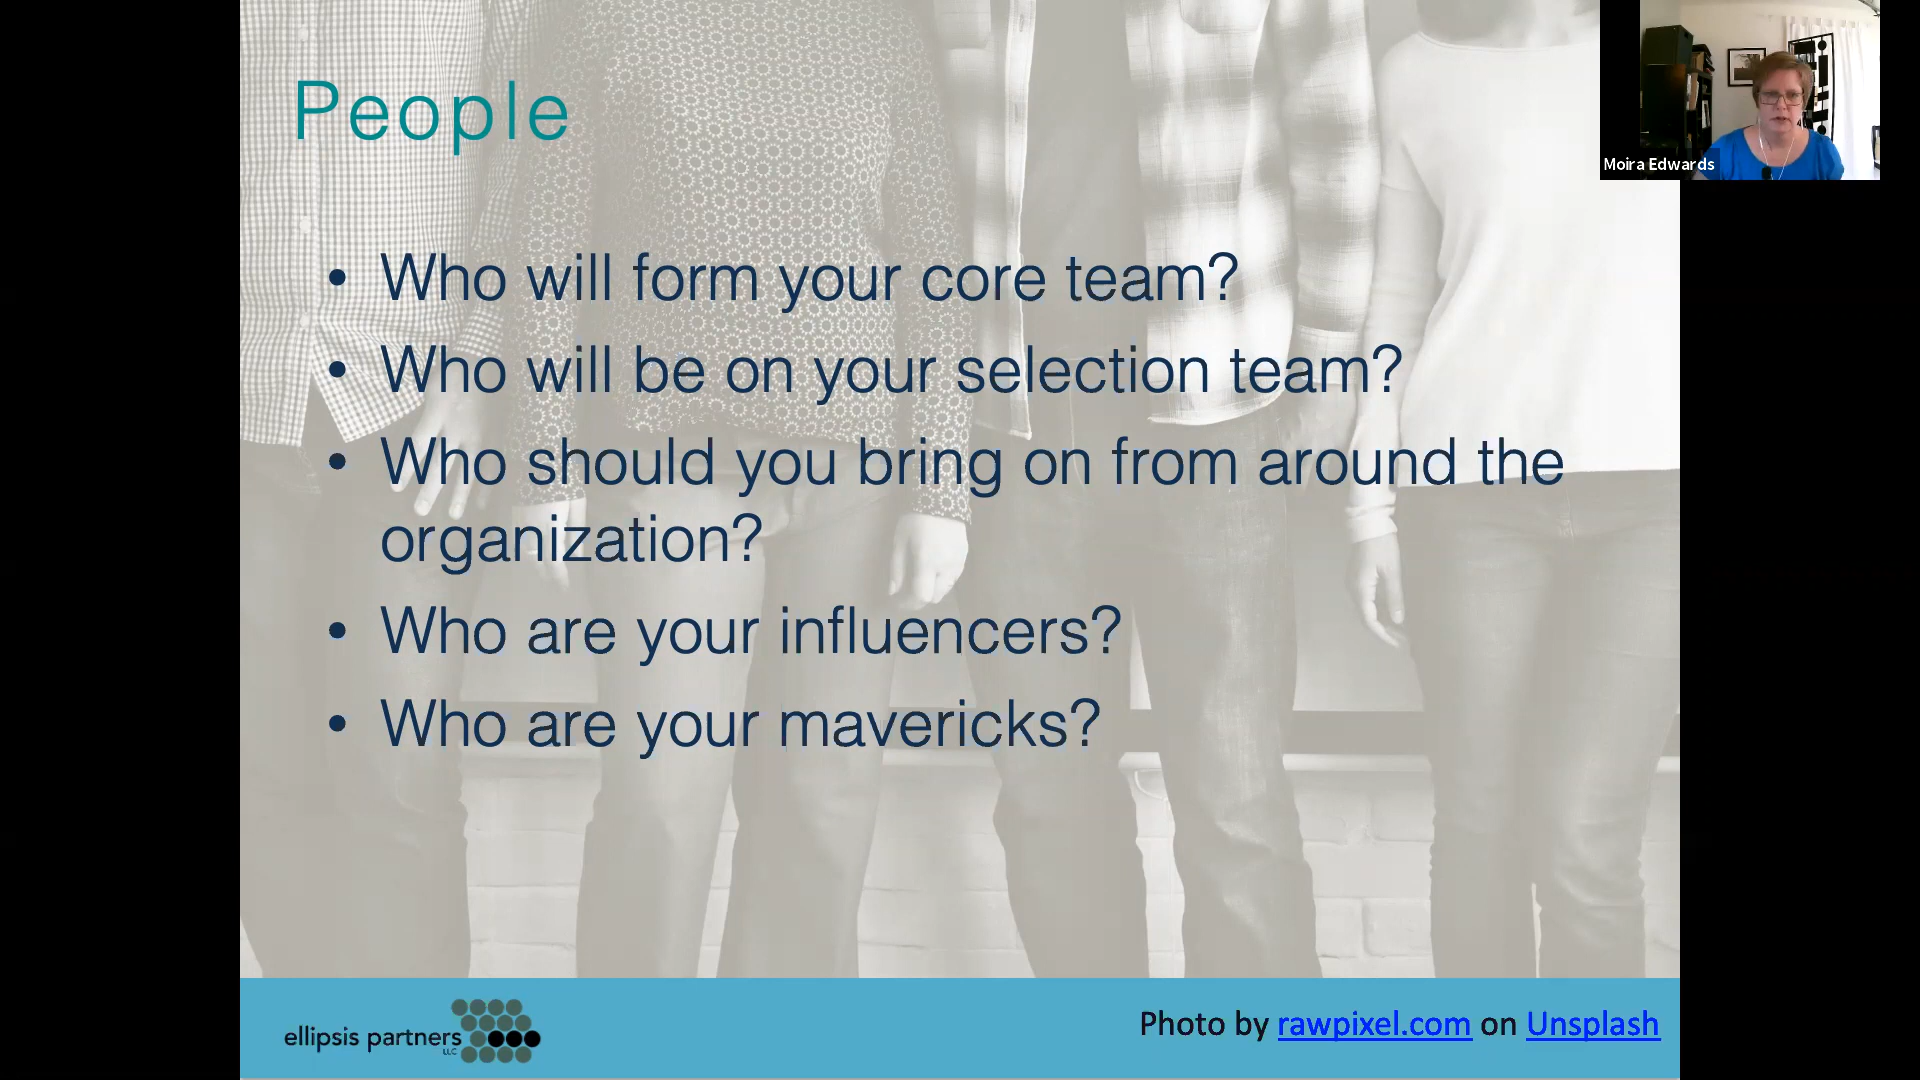 People
Moira Edwards
• Who will form your core team?
• Who will be on your selection team?
• Who should you bring on from around the
organization?
• Who are your influencers?
• Who are your mavericks?
ellipsis partners
LLC
Photo by rawpixel.com on Unsplash